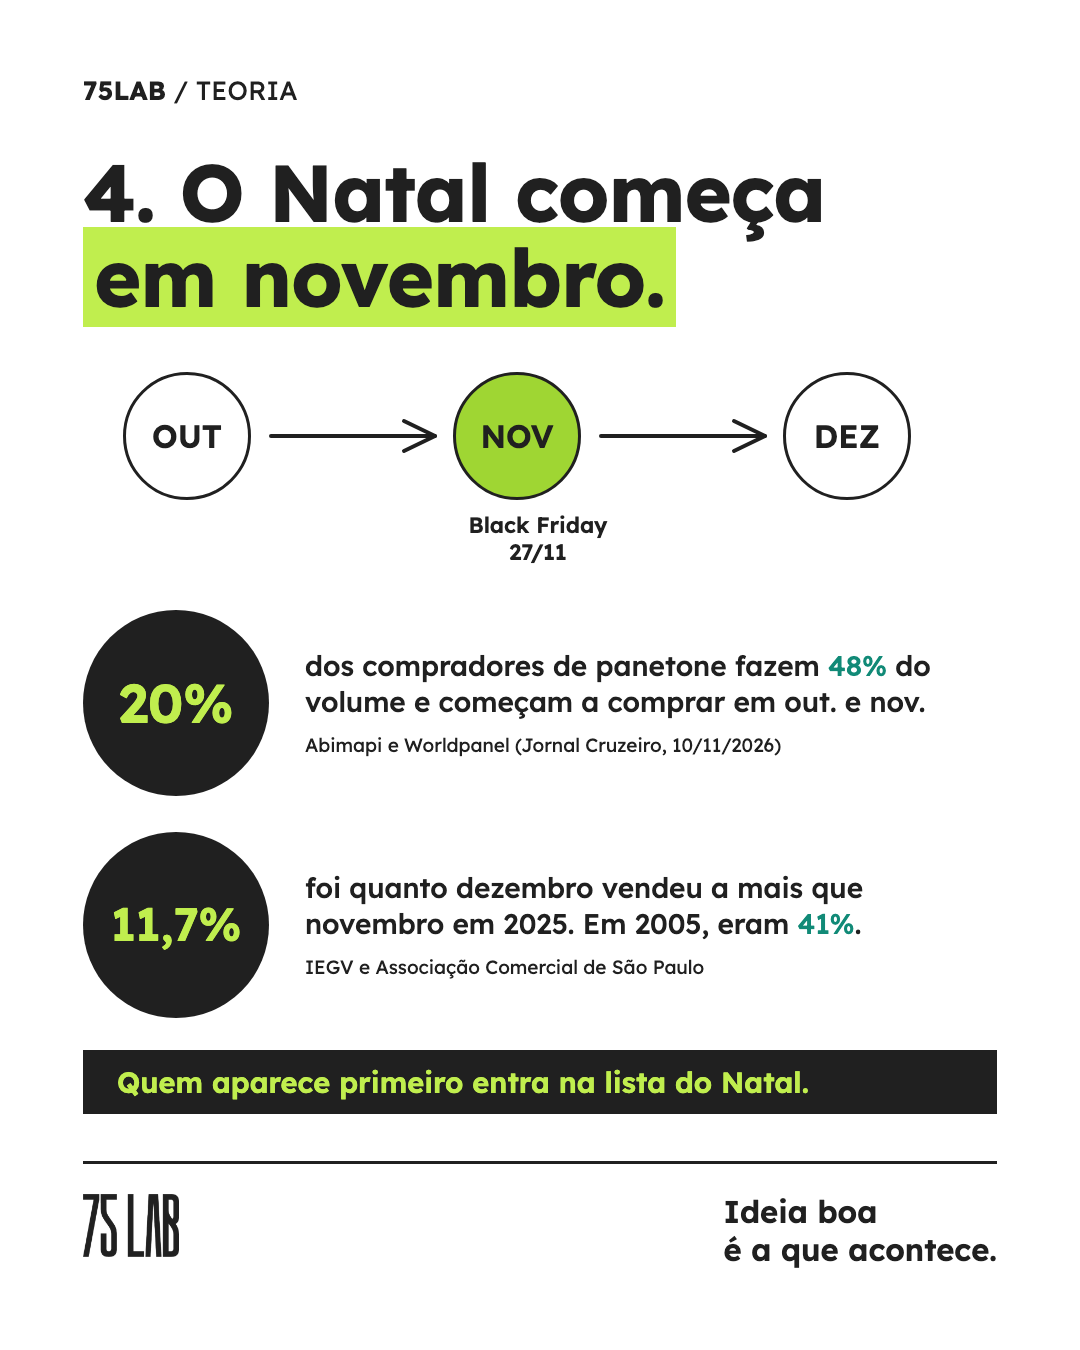 75LAB / TEORIA
4. O Natal começa
em novembro.
OUT
NOV
DEZ
Black Friday
27/11
20%
dos compradores de panetone fazem 48% do
volume e começam a comprar em out. e nov.
Abimapi e Worldpanel (Jornal Cruzeiro, 10/11/2026)
11,7%
foi quanto dezembro vendeu a mais que
novembro em 2025. Em 2005, eram 41%.
IEGV e Associação Comercial de São Paulo
Quem aparece primeiro entra na lista do Natal.
75 LAB
Ideia boa
é a que acontece.